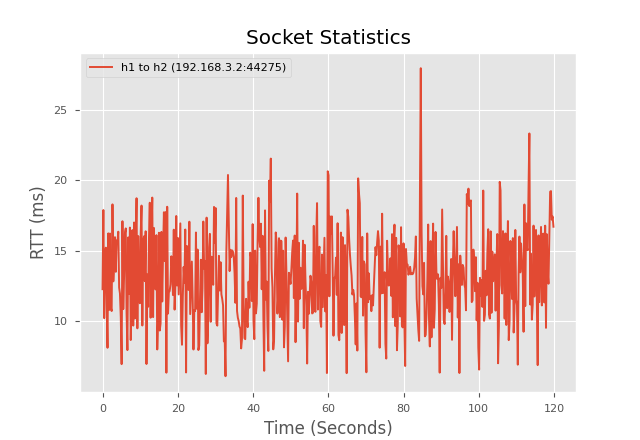 Socket Statistics
h1 to h2 (192.168.3.2:44275)
25
20
15
10
RTT (ms)
0
20
40
60
80
100
120
Time (Seconds)